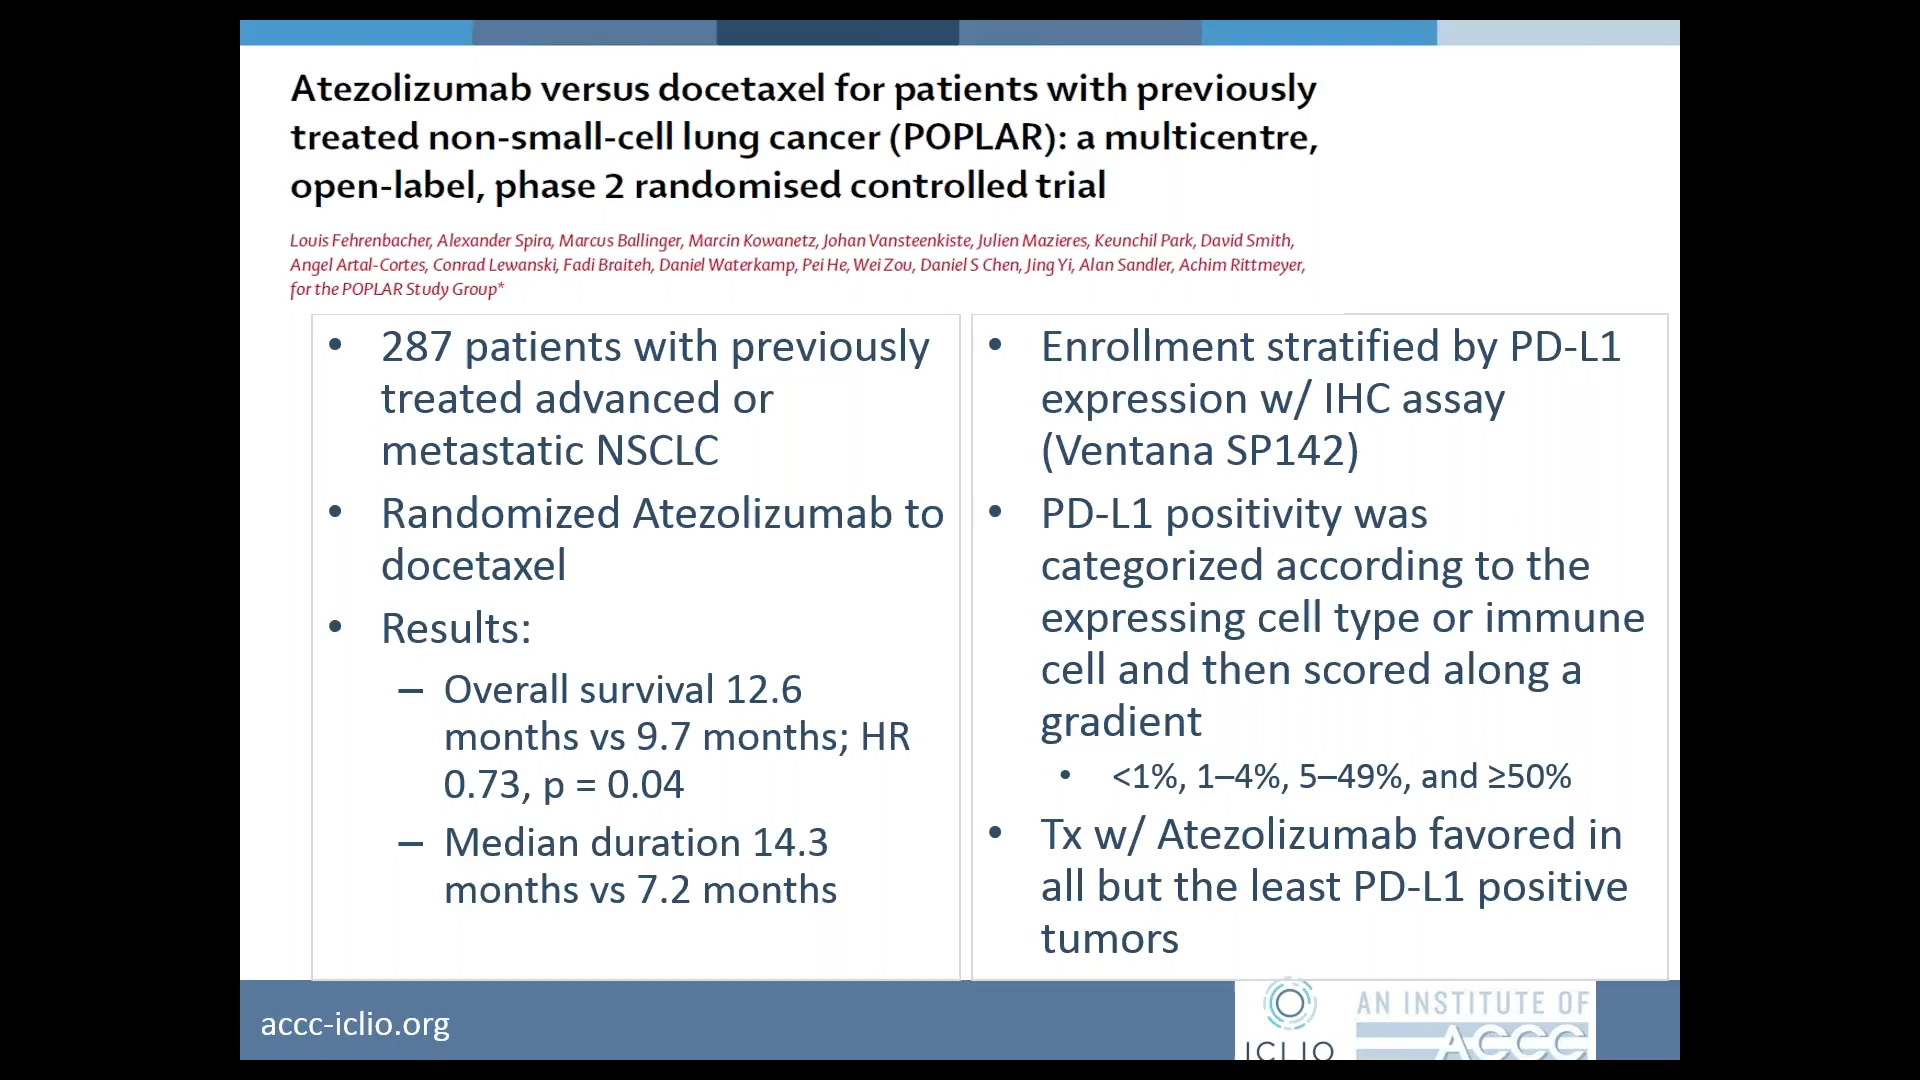 Atezolizumab versus docetaxel for patients with previously
treated non-small-cell lung cancer (POPLAR): a multicentre,
open-label, phase 2 randomised controlled trial
Louis Fehrenbacher, Alexander Spira, Marcus Ballinger, Marcin Kowanetz, Johan Vansteenkiste, Julien Mazieres, Keunchil Park, David Smith,
Angel Artal-Cortes, Conrad Lewanski, Fadi Braiteh, Daniel Waterkamp, Pei He, Wei Zou, Daniel S Chen, Jing Yi, Alan Sandler, Achim Rittmeyer,
for the POPLAR Study Group*
• 287 patients with previously
treated advanced or
metastatic NSCLC
• Randomized Atezolizumab to
docetaxel
• Results:
– Overall survival 12.6
months vs 9.7 months; HR
0.73, p = 0.04
– Median duration 14.3
months vs 7.2 months
• Enrollment stratified by PD-L1
expression w/ IHC assay
(Ventana SP142)
• PD-L1 positivity was
categorized according to the
expressing cell type or immune
cell and then scored along a
gradient
• <1%, 1–4%, 5–49%, and ≥50%
• Tx w/ Atezolizumab favored in
all but the least PD-L1 positive
tumors
accc-iclio.org
ICLIO
AN INSTITUTE OF
ACCC